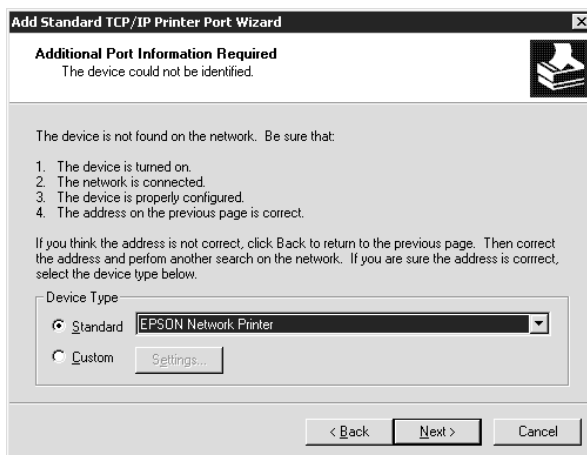 Add Standard TCP/IP Printer Port Wizard
Additional Port Information Required
The device could not be identified.
The device is not found on the network.  Be sure that:
1.  The device is turned on.
2.  The network is connected.
3.  The device is properly configured.
4.  The address on the previous page is correct.
If you think the address is not correct, click Back to return to the previous page.  Then correct
the address and perfom another search on the network.  If you are sure the address is correct,
select the device type below.
Device Type
Standard
EPSON Network Printer
Custom
Settings...
< Back
Next >
Cancel